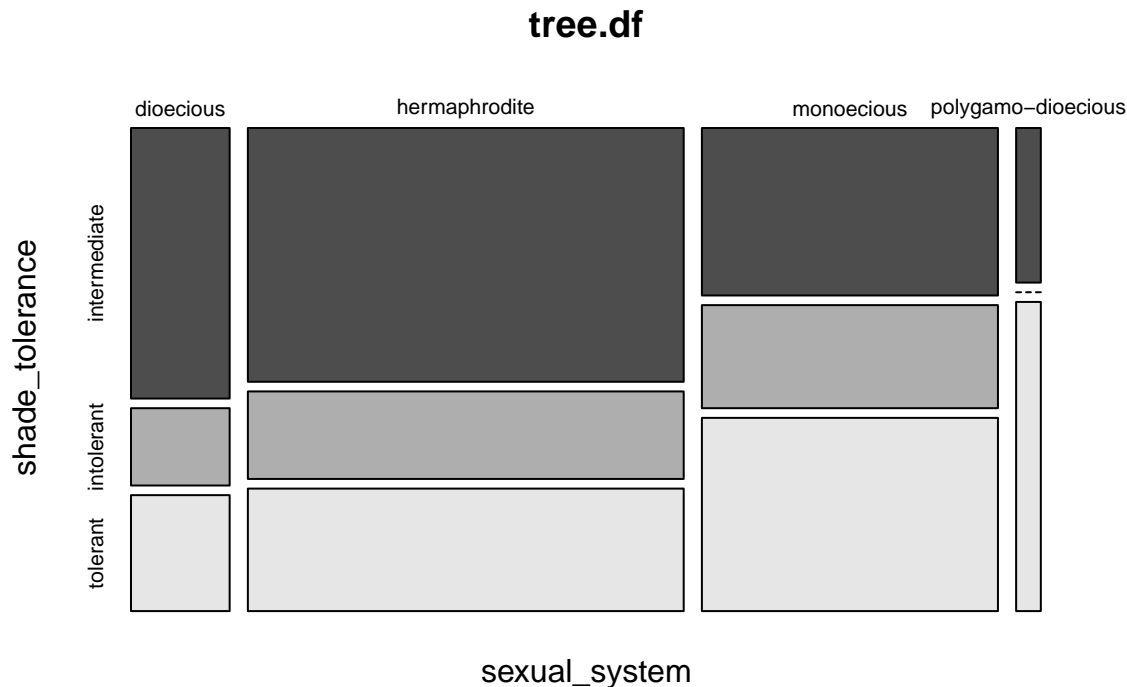 tree.df
dioecious
hermaphrodite
monoecious
polygamo−dioecious
intermediate
intolerant
tolerant
shade_tolerance
sexual_system